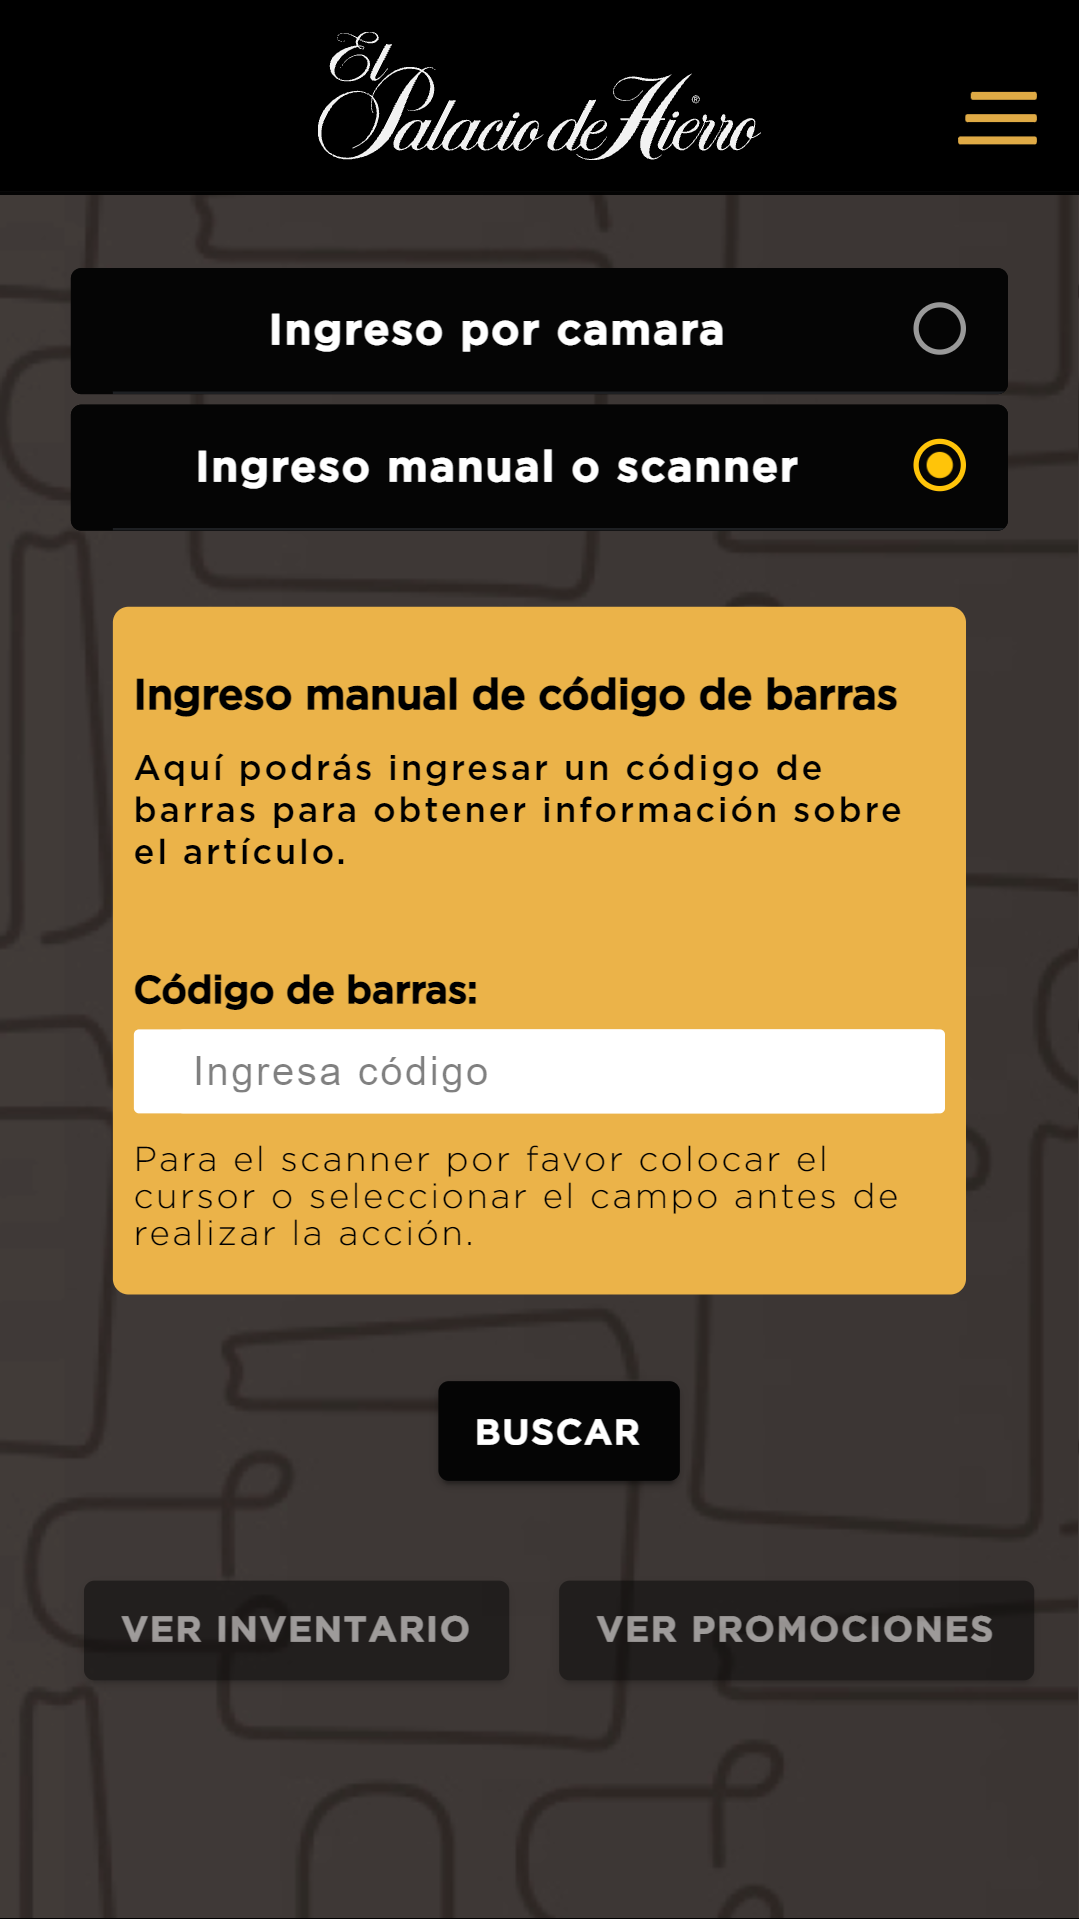 El
Palacio de Hierro®
Ingreso por camara
Ingreso manual o scanner
Ingreso manual de código de barras
Aquí podrás ingresar un código de
barras para obtener información sobre
el artículo.
Código de barras:
Ingresa código
Para el scanner por favor colocar el
cursor o seleccionar el campo antes de
realizar la acción.
BUSCAR
VER INVENTARIO
VER PROMOCIONES